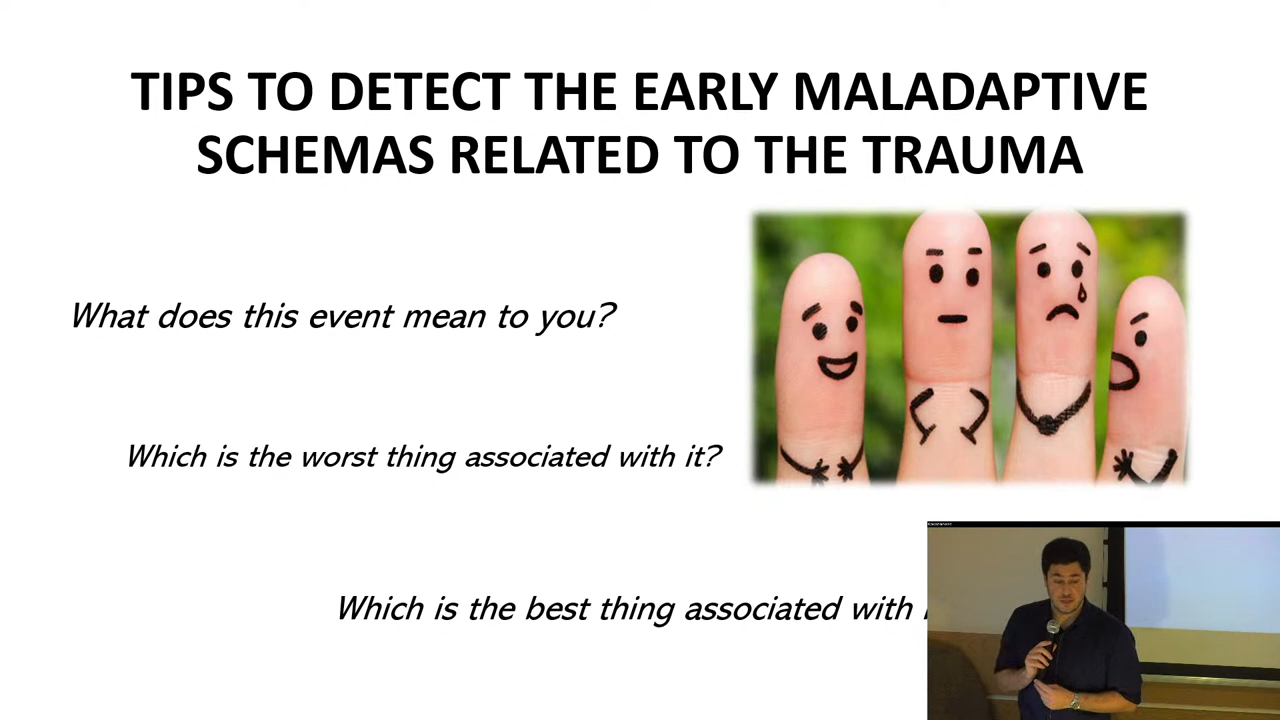 TIPS TO DETECT THE EARLY MALADAPTIVE
SCHEMAS RELATED TO THE TRAUMA
What does this event mean to you?
Which is the worst thing associated with it?
Which is the best thing associated with